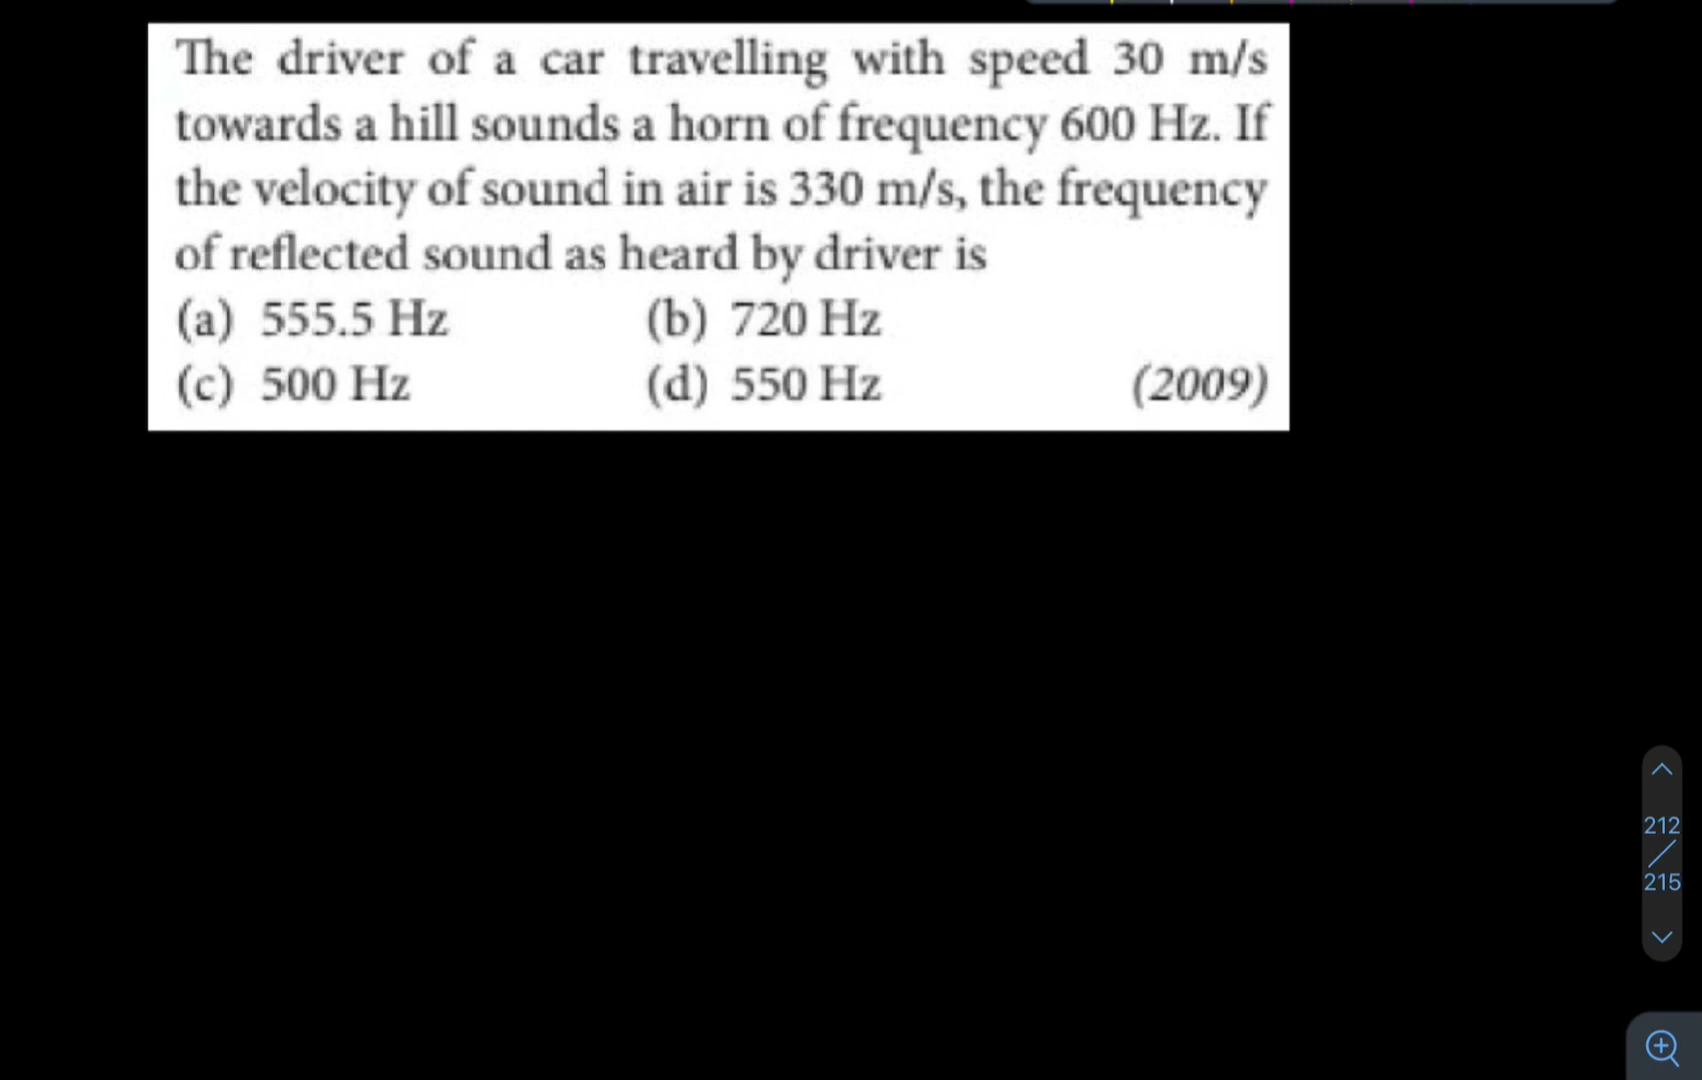 The driver of a car travelling with speed 30 m/s
towards a hill sounds a horn of frequency 600 Hz. If
the velocity of sound in air is 330 m/s, the frequency
of reflected sound as heard by driver is
(a) 555.5 Hz (b) 720 Hz
(c) 500 Hz (d) 550 Hz (2009)
212
215